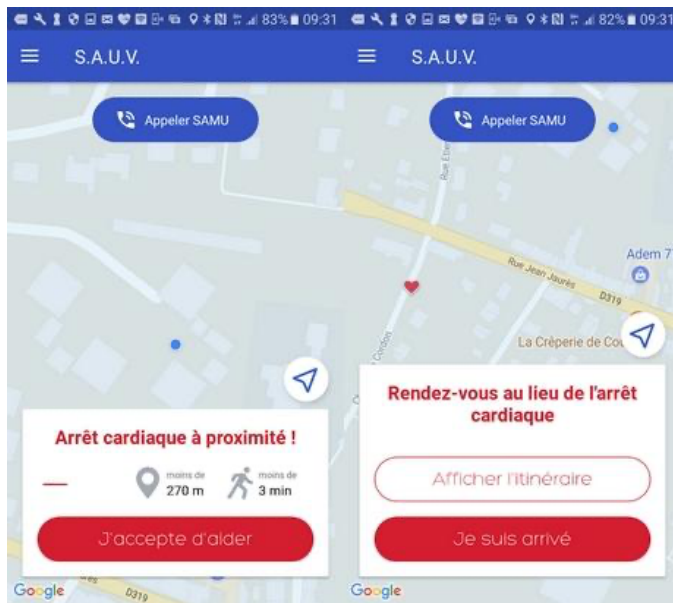 83% 09:31
S.A.U.V.
Appeler SAMU
Arrêt cardiaque à proximité !
moins de
270 m
moins de
3 min
J'accepte d'aider
D319
Google
82% 09:31
S.A.U.V.
Appeler SAMU
Rue Jean Jaurès
D319
Adem 7
La Crêperie de Cou
Cordon
Rendez-vous au lieu de l'arrêt
cardiaque
Afficher l'itinéraire
Je suis arrivé
Google